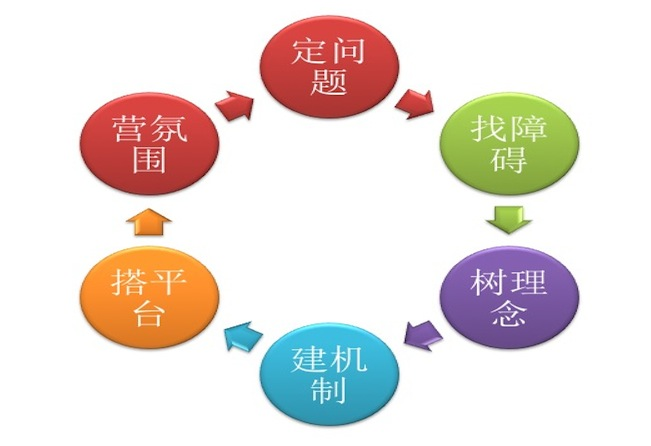 定问
题
找障
碍
树理
念
建机
制
搭平
台
营氛
围